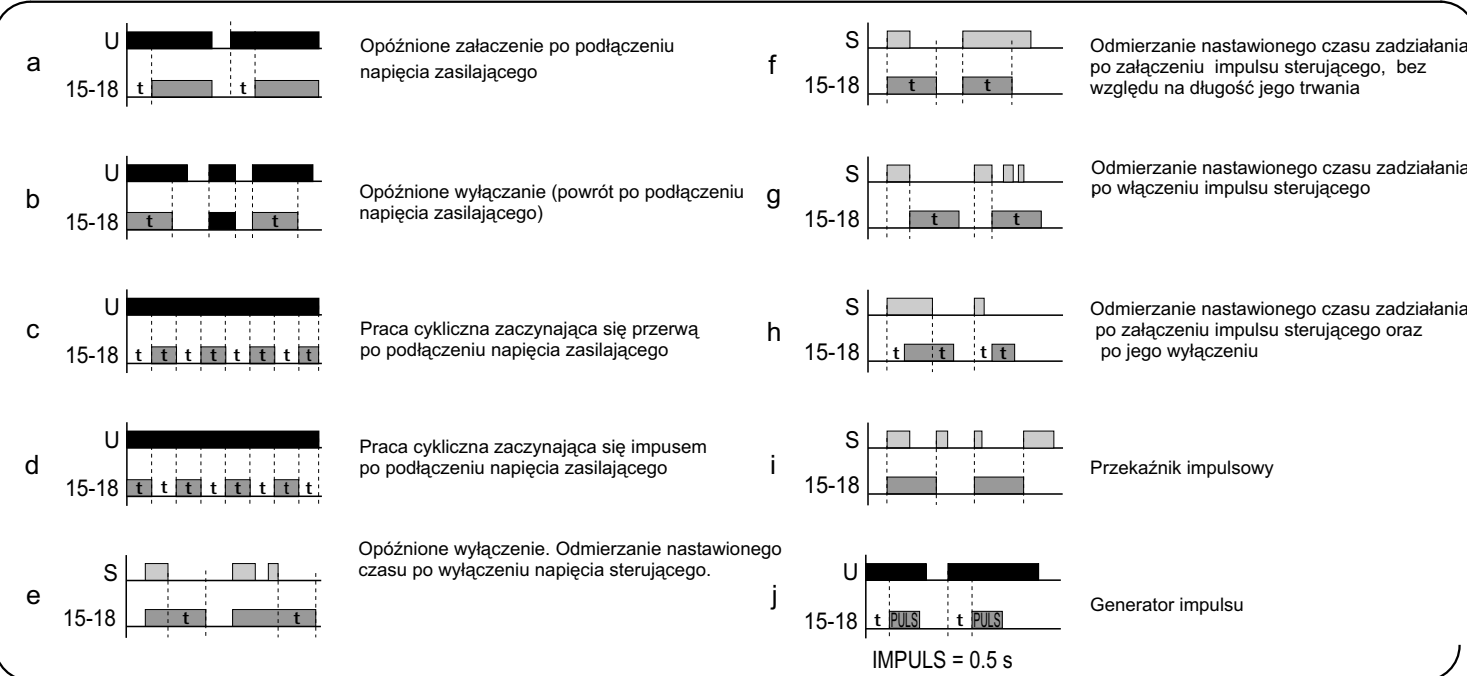 a
U
15-18
t
t
Opóźnione załaczenie po podłączeniu
napięcia zasilającego
b
U
15-18
t
t
Opóźnione wyłączanie (powrót po podłączeniu
napięcia zasilającego)
c
U
15-18
t t t t t t t t
Praca cykliczna zaczynająca się przerwą
po podłączeniu napięcia zasilającego
d
U
15-18
t t t t t t t t
Praca cykliczna zaczynająca się impusem
po podłączeniu napięcia zasilającego
e
S
15-18
t
t
Opóźnione wyłączenie. Odmierzanie nastawionego
czasu po wyłączeniu napięcia sterującego.
f
S
15-18
t
t
Odmierzanie nastawionego czasu zadziałania
po załączeniu impulsu sterującego, bez
względu na długość jego trwania
g
S
15-18
t
t
Odmierzanie nastawionego czasu zadziałania
po włączeniu impulsu sterującego
h
S
15-18
t t t t
Odmierzanie nastawionego czasu zadziałania
po załączeniu impulsu sterującego oraz
po jego wyłączeniu
i
S
15-18
Przekaźnik impulsowy
j
U
15-18
t PULS t PULS
IMPULS = 0.5 s
Generator impulsu